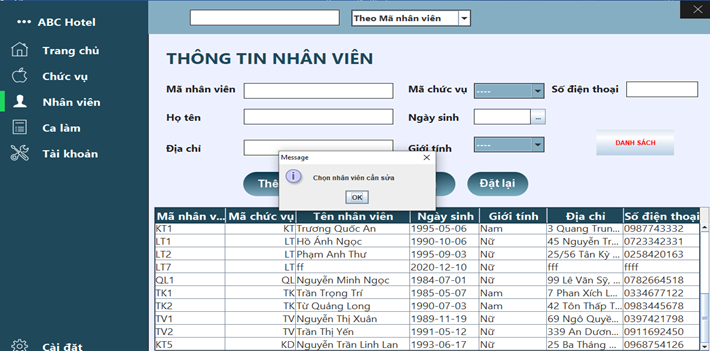 ABC Hotel
Theo Mã nhân viên
Trang chủ
Chức vụ
Nhân viên
Ca làm
Tài khoản
Cài đặt
THÔNG TIN NHÂN VIÊN
Mã nhân viên Mã chức vụ ---- Số điện thoại
Họ tên Ngày sinh ...
Địa chỉ Giới tính ---- DANH SÁCH
Message
Chọn nhân viên cần sửa
OK
Thê Đặt lại
Mã nhân v... Mã chức vụ Tên nhân viên Ngày sinh Giới tính Địa chỉ Số điện thoại
KT1 KT Trương Quốc An 1995-05-06 Nam 3 Quang Trun... 0987743332
LT1 LT Hồ Ánh Ngọc 1990-10-06 Nữ 45 Nguyễn Tr... 0723342331
LT2 LT Phạm Anh Thư 1995-09-03 Nữ 25/56 Tân Kỳ ... 0258420163
LT7 LT ff 2020-12-10 Nữ fff ffff
QL1 QL Nguyễn Minh Ngọc 1984-07-01 Nữ 99 Lê Văn Sỹ, ... 0782664518
TK1 TK Trần Trọng Trí 1985-05-07 Nam 7 Phan Xích L... 0334677122
TK2 TK Từ Quảng Long 1990-07-03 Nam 42 Tôn Thấp T... 0983445678
TV1 TV Nguyễn Thị Xuân 1989-11-19 Nữ 69 Ngô Quyề... 0397421798
TV2 TV Trần Thị Yến 1991-05-12 Nữ 339 An Dươn... 0911692450
KT5 KD Nguyễn Trần Linh Lan 1993-06-17 Nữ 25 Ba Tháng ... 0968754126